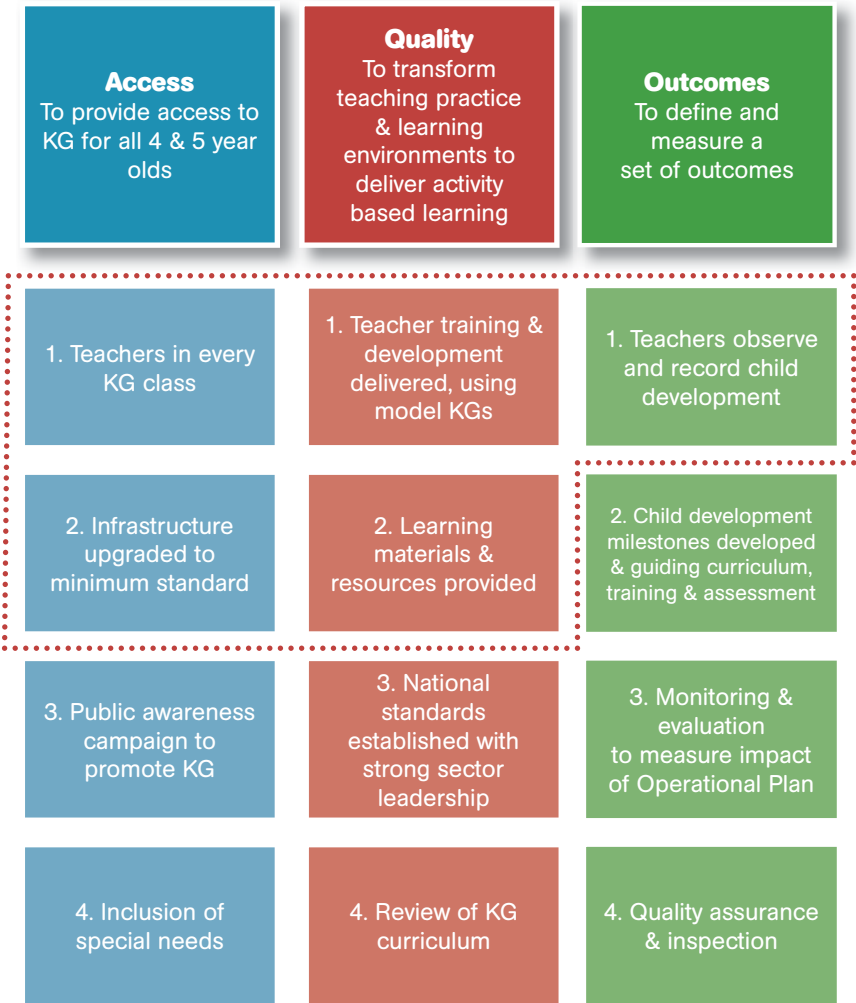 Access
To provide access to
KG for all 4 & 5 year
olds
Quality
To transform
teaching practice
& learning
environments to
deliver activity
based learning
Outcomes
To define and
measure a
set of outcomes
1. Teachers in every
KG class
1. Teacher training &
development
delivered, using
model KGs
1. Teachers observe
and record child
development
2. Infrastructure
upgraded to
minimum standard
2. Learning
materials &
resources provided
2. Child development
milestones developed
& guiding curriculum,
training & assessment
3. Public awareness
campaign to
promote KG
3. National
standards
established with
strong sector
leadership
3. Monitoring &
evaluation
to measure impact
of Operational Plan
4. Inclusion of
special needs
4. Review of KG
curriculum
4. Quality assurance
& inspection